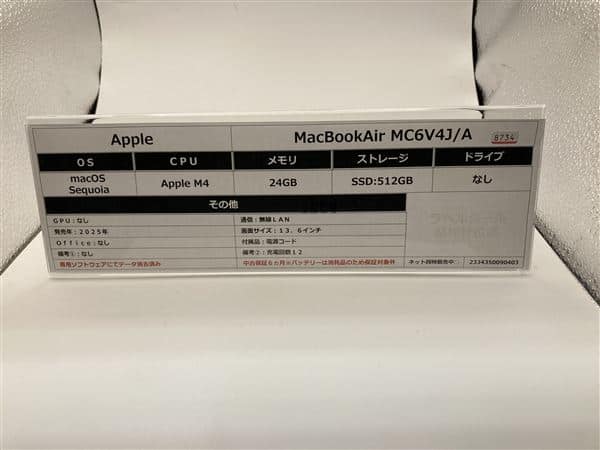 Apple MacBookAir MC6V4J/A 8734
OS CPU メモリ ストレージ ドライブ
macOS Sequoia Apple M4 24GB SSD:512GB なし
その他
GPU:なし 通信:無線LAN
発売年:2025年 画面サイズ:13.6インチ
Office:なし 付属品:電源コード
備考①:なし 備考②:充電回数12
専用ソフトウェアにてデータ消去済み 中古保証6ヵ月※バッテリーは消耗品のため保証対象外 ネット同時販売中 2334350090403